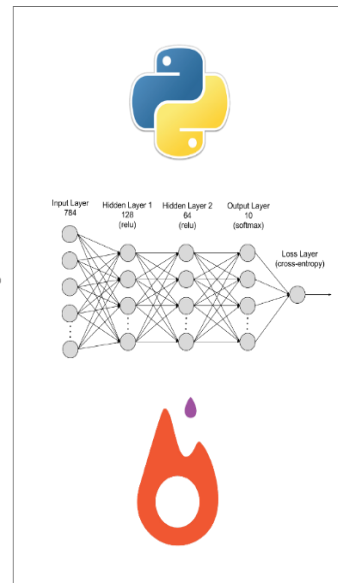 Input Layer
784
Hidden Layer 1
128
(relu)
Hidden Layer 2
64
(relu)
Output Layer
10
(softmax)
Loss Layer
(cross-entropy)